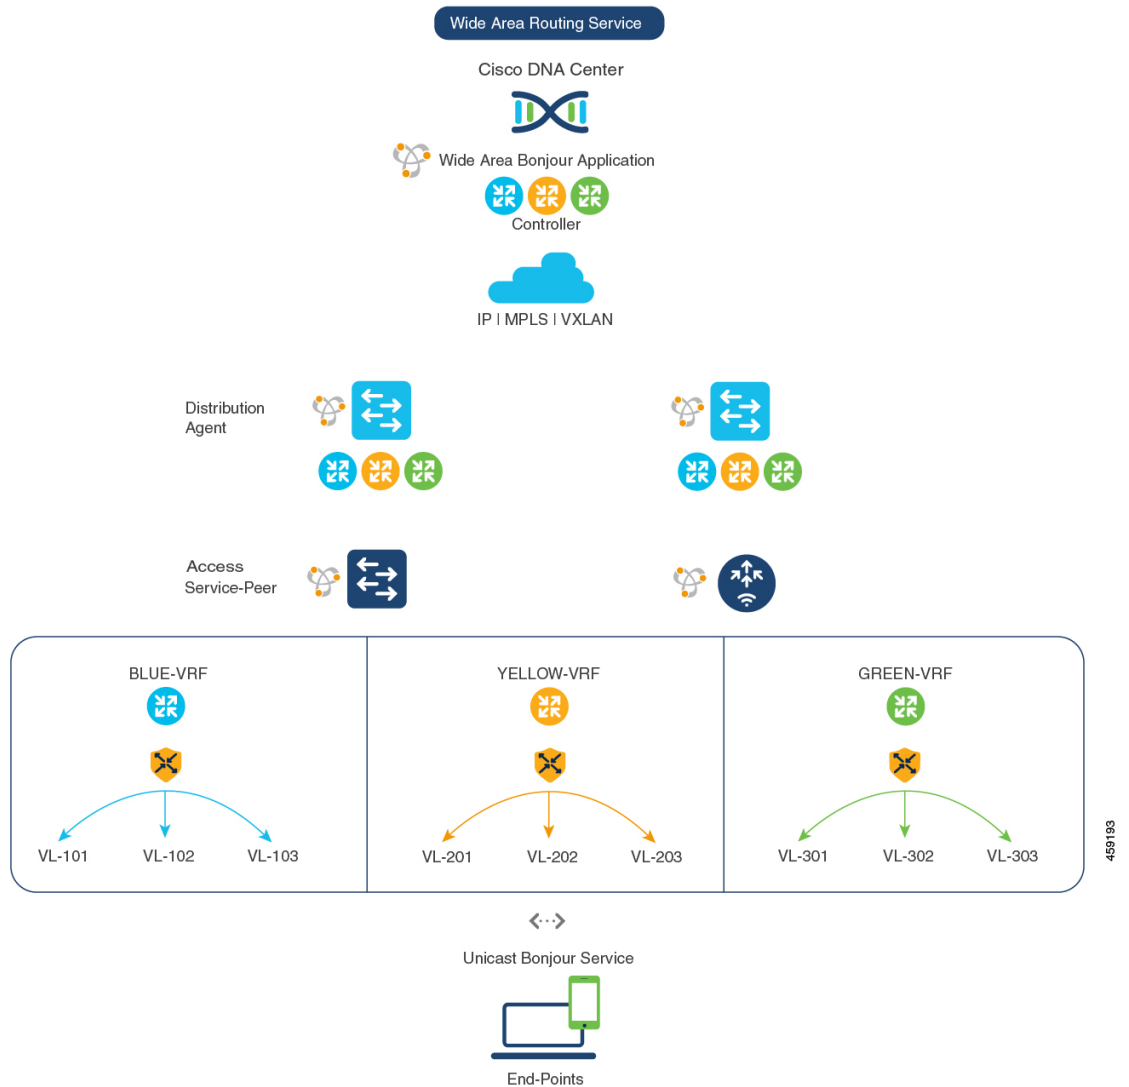 Wide Area Routing Service
Cisco DNA Center
Wide Area Bonjour Application
Controller
IP | MPLS | VXLAN
Distribution
Agent
Access
Service-Peer
BLUE-VRF
YELLOW-VRF
GREEN-VRF
VL-101
VL-102
VL-103
VL-201
VL-202
VL-203
VL-301
VL-302
VL-303
459193
Unicast Bonjour Service
End-Points